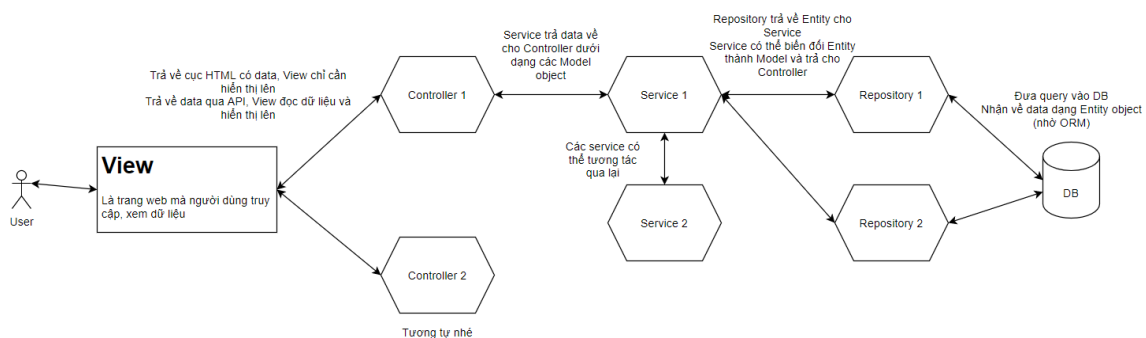 Trả về cục HTML có data, View chỉ cần
hiển thị lên
Trả về data qua API, View đọc dữ liệu và
hiển thị lên
Service trả data về
cho Controller dưới
dạng các Model
object
Repository trả về Entity cho
Service
Service có thể biến đổi Entity
thành Model và trả cho
Controller
Controller 1
Service 1
Repository 1
Đưa query vào DB
Nhận về data dạng Entity object
(nhờ ORM)
Các service có
thể tương tác
qua lại
View
Là trang web mà người dùng truy
cập, xem dữ liệu
User
DB
Service 2
Repository 2
Controller 2
Tương tự nhé